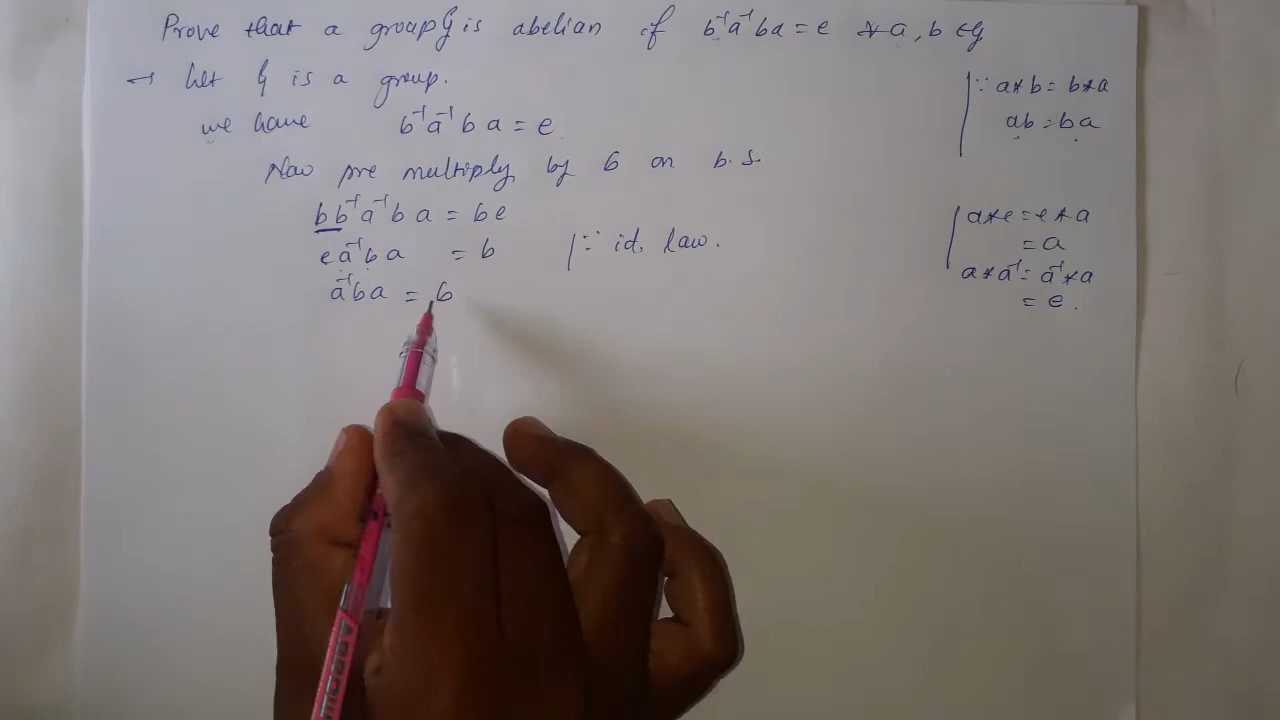 Prove that a group G is abelian if b⁻¹a⁻¹ba = e ∀ a, b ∈ G
→ Let G is a group.
we have b⁻¹a⁻¹ba = e
Now pre multiply by b on b.s.
bb⁻¹a⁻¹ba = be
ea⁻¹ba = b |∵ id. law.
a⁻¹ba = b
∵ a*b = b*a
ab = ba
a*e = e*a
= a
a*a⁻¹ = a⁻¹*a
= e.
ARROW